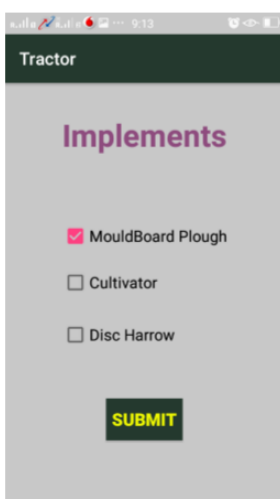 9:13
Tractor
Implements
MouldBoard Plough
Cultivator
Disc Harrow
SUBMIT